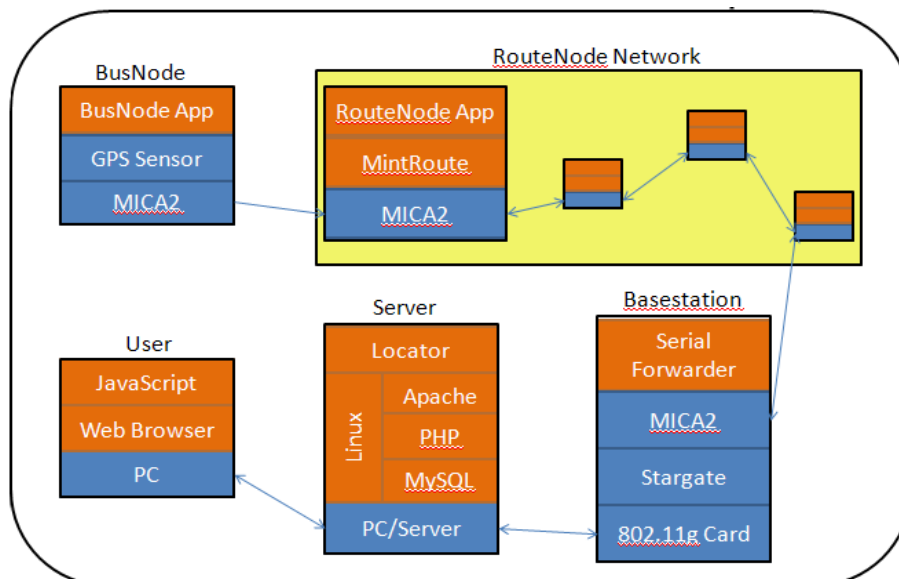 BusNode
BusNode App
GPS Sensor
MICA2
RouteNode Network
RouteNode App
MintRoute
MICA2
User
JavaScript
Web Browser
PC
Server
Locator
Linux
Apache
PHP
MySQL
PC/Server
Basestation
Serial
Forwarder
MICA2
Stargate
802.11g Card